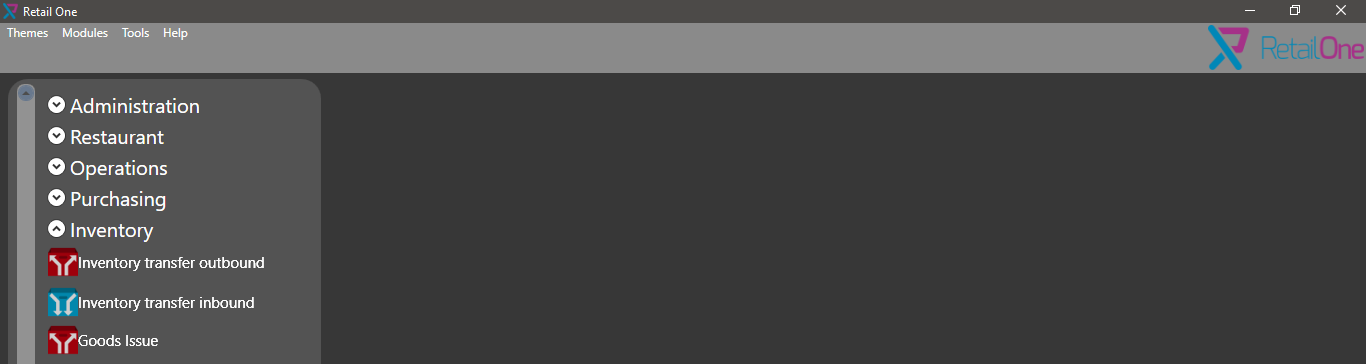 Retail One
Themes Modules Tools Help
RetailOne
Administration
Restaurant
Operations
Purchasing
Inventory
Inventory transfer outbound
Inventory transfer inbound
Goods Issue